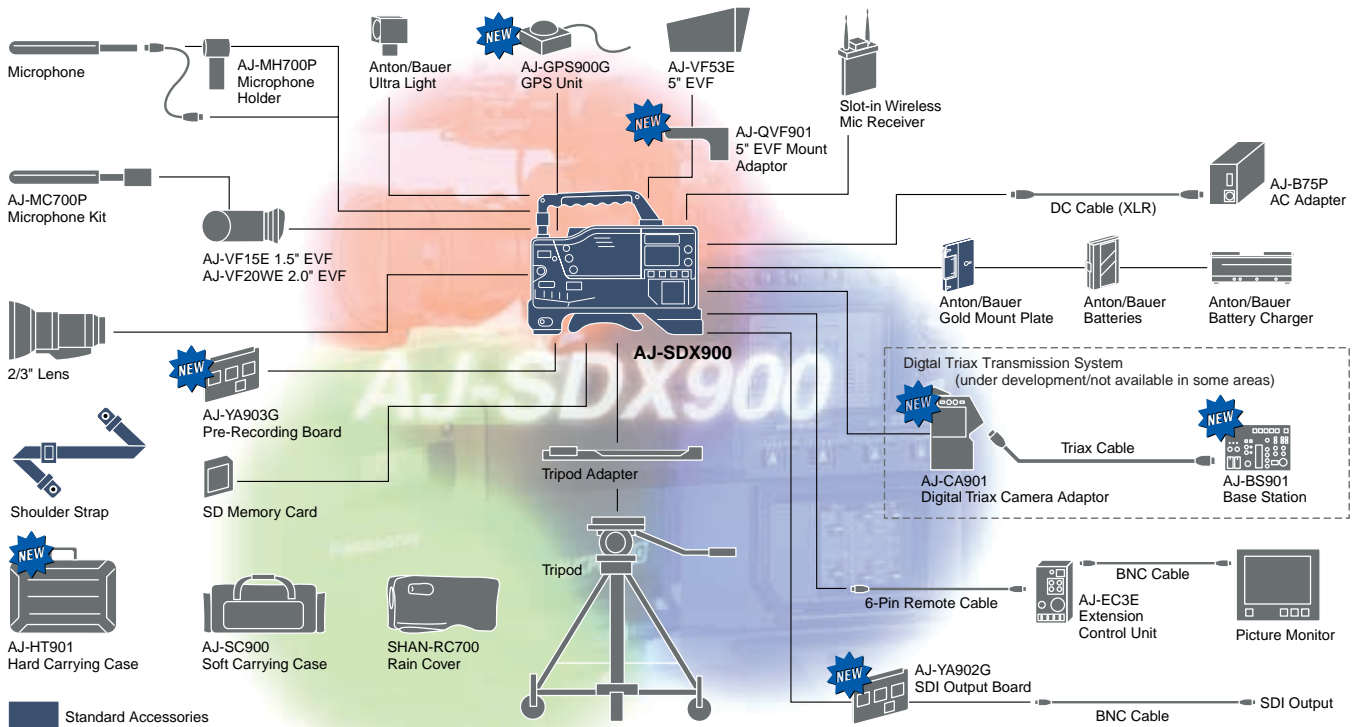 Microphone
AJ-MH700P
Microphone
Holder
Anton/Bauer
Ultra Light
NEW
AJ-GPS900G
GPS Unit
AJ-VF53E
5" EVF
NEW
AJ-QVF901
5" EVF Mount
Adaptor
Slot-in Wireless
Mic Receiver
AJ-MC700P
Microphone Kit
AJ-VF15E 1.5" EVF
AJ-VF20WE 2.0" EVF
DC Cable (XLR)
AJ-B75P
AC Adapter
Anton/Bauer
Gold Mount Plate
Anton/Bauer
Batteries
Anton/Bauer
Battery Charger
2/3" Lens
AJ-SDX900
AJ-SDX900
NEW
AJ-YA903G
Pre-Recording Board
Digtal Triax Transmission System
(under development/not available in some areas)
NEW
AJ-CA901
Digital Triax Camera Adaptor
Triax Cable
NEW
AJ-BS901
Base Station
Shoulder Strap
SD Memory Card
Tripod Adapter
Tripod
NEW
AJ-HT901
Hard Carrying Case
AJ-SC900
Soft Carrying Case
SHAN-RC700
Rain Cover
6-Pin Remote Cable
AJ-EC3E
Extension
Control Unit
BNC Cable
Picture Monitor
NEW
AJ-YA902G
SDI Output Board
BNC Cable
SDI Output
Standard Accessories